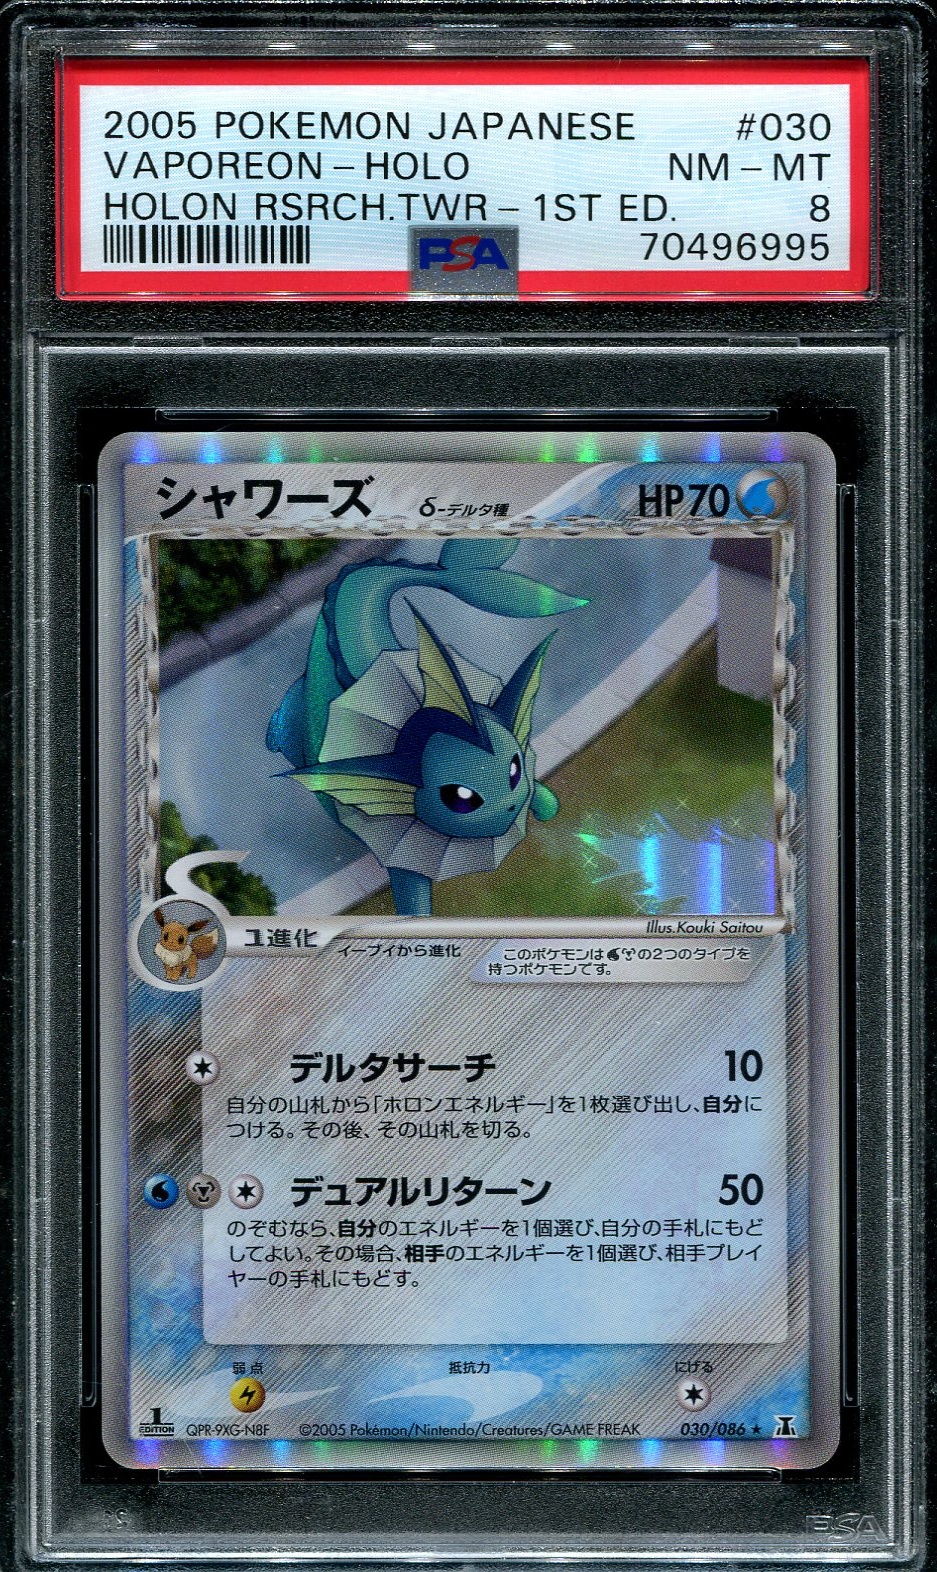 2005 POKEMON JAPANESE #030
VAPOREON - HOLO NM - MT
HOLON RSRCH.TWR - 1ST ED. 8
PSA 70496995
シャワーズ δ-デルタ種 HP70
Illus.Kouki Saitou
1進化 イーブイから進化
このポケモンは の2つのタイプを
持つポケモンです。
デルタサーチ 10
自分の山札から「ホロンエネルギー」を1枚選び出し、自分に
つける。その後、その山札を切る。
デュアルリターン 50
のぞむなら、自分のエネルギーを1個選び、自分の手札にもど
してよい。その場合、相手のエネルギーを1個選び、相手プレイ
ヤーの手札にもどす。
弱点 抵抗力 にげる
1 EDITION QPR-9XG-N8F ©2005 Pokémon/Nintendo/Creatures/GAME FREAK 030/086 ★
PSA